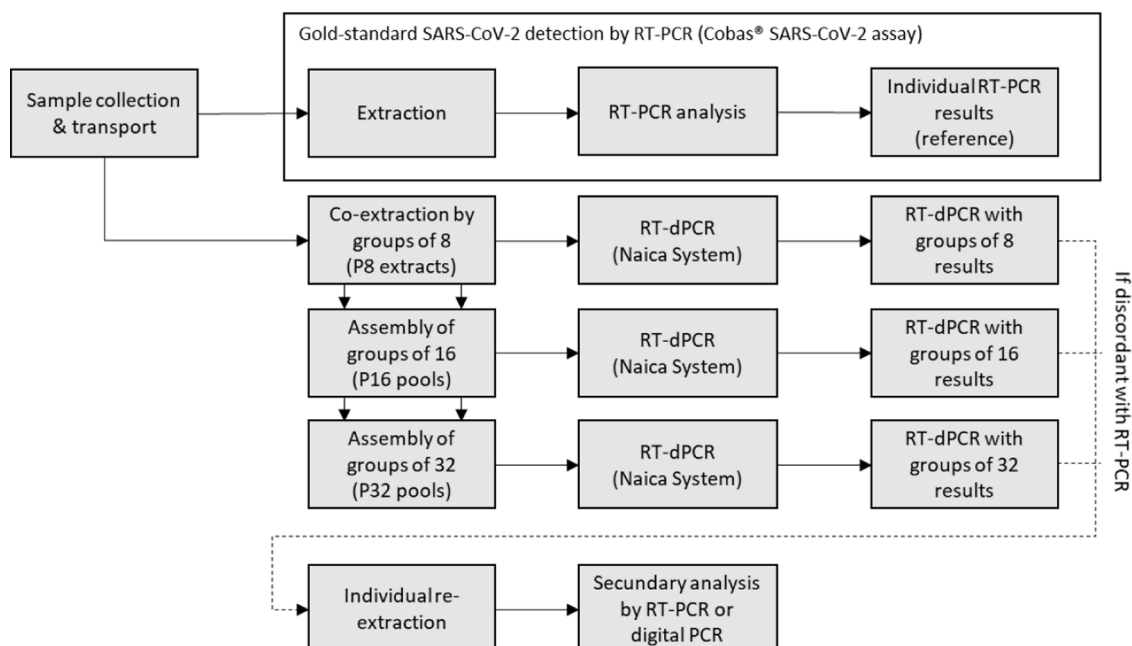 Gold-standard SARS-CoV-2 detection by RT-PCR (Cobas® SARS-CoV-2 assay)
Sample collection
& transport
Extraction
RT-PCR analysis
Individual RT-PCR
results
(reference)
Co-extraction by
groups of 8
(P8 extracts)
RT-dPCR
(Naica System)
RT-dPCR with
groups of 8
results
Assembly of
groups of 16
(P16 pools)
RT-dPCR
(Naica System)
RT-dPCR with
groups of 16
results
Assembly of
groups of 32
(P32 pools)
RT-dPCR
(Naica System)
RT-dPCR with
groups of 32
results
If discordant with RT-PCR
Individual re-
extraction
Secundary analysis
by RT-PCR or
digital PCR